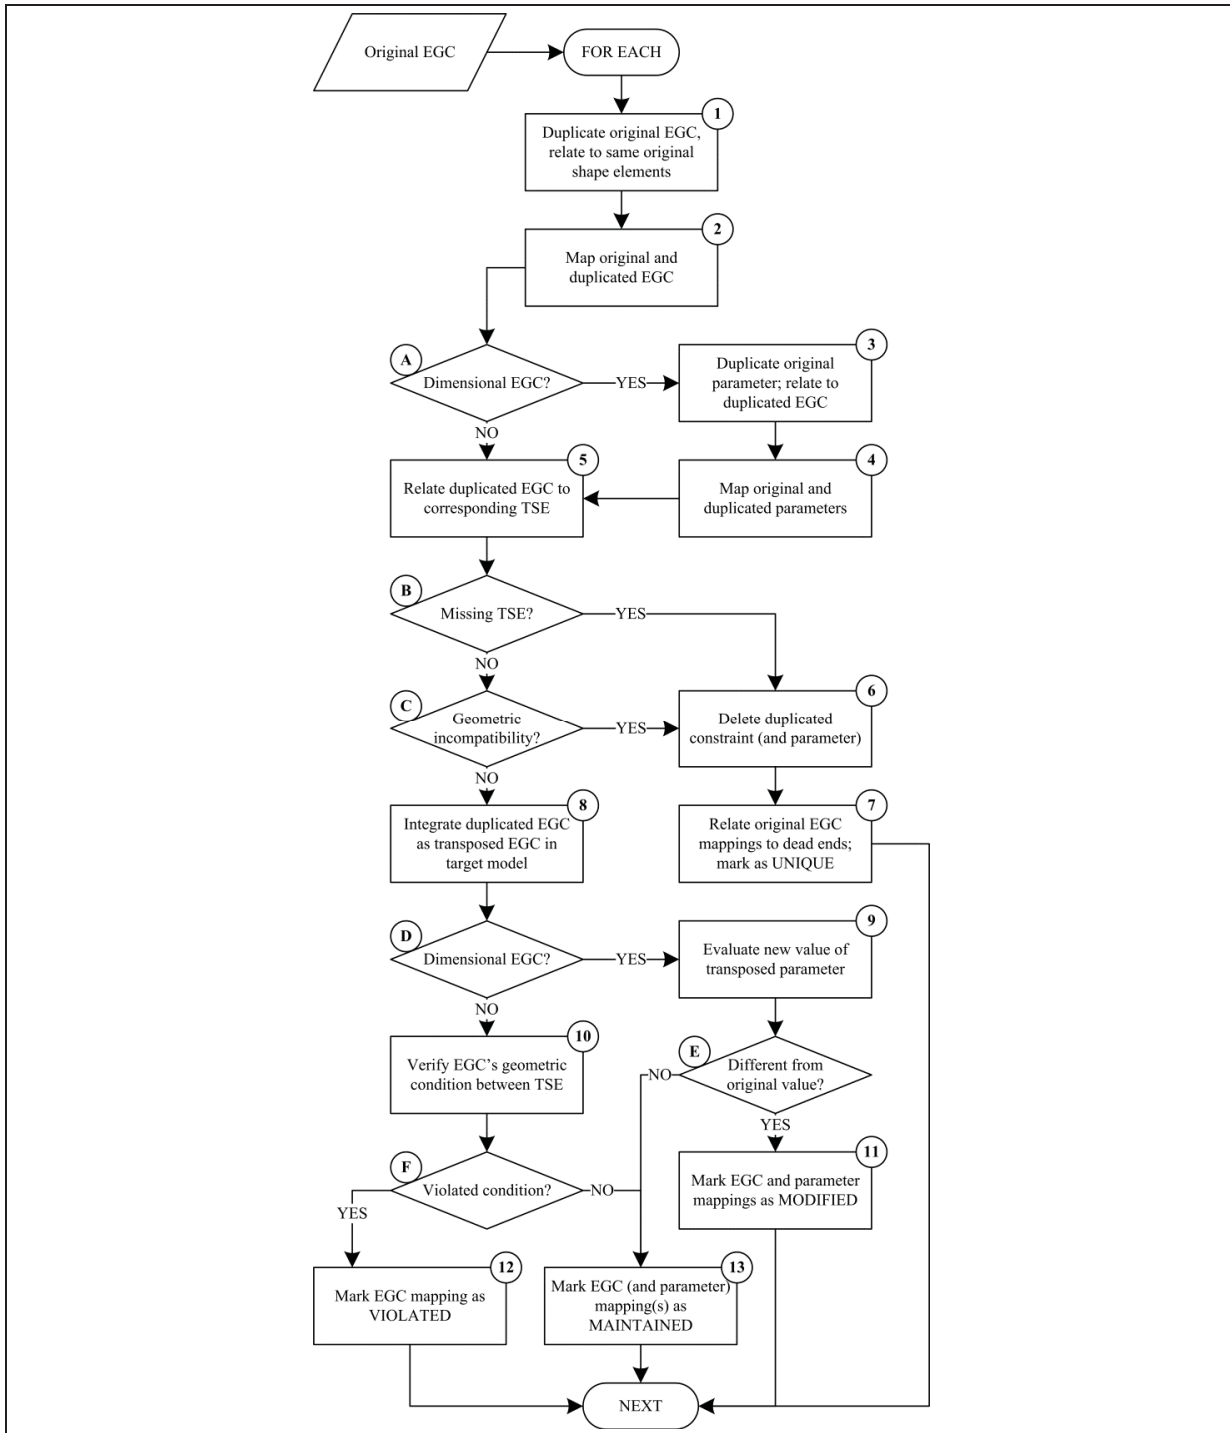 Original EGC
FOR EACH
1
Duplicate original EGC,
relate to same original
shape elements
2
Map original and
duplicated EGC
A
Dimensional EGC?
YES
NO
3
Duplicate original
parameter; relate to
duplicated EGC
4
Map original and
duplicated parameters
5
Relate duplicated EGC to
corresponding TSE
B
Missing TSE?
YES
NO
C
Geometric
incompatibility?
YES
NO
6
Delete duplicated
constraint (and parameter)
7
Relate original EGC
mappings to dead ends;
mark as UNIQUE
8
Integrate duplicated EGC
as transposed EGC in
target model
D
Dimensional EGC?
YES
NO
9
Evaluate new value of
transposed parameter
10
Verify EGC's geometric
condition between TSE
E
Different from
original value?
NO
YES
11
Mark EGC and parameter
mappings as MODIFIED
F
Violated condition?
NO
YES
12
Mark EGC mapping as
VIOLATED
13
Mark EGC (and parameter)
mapping(s) as
MAINTAINED
NEXT